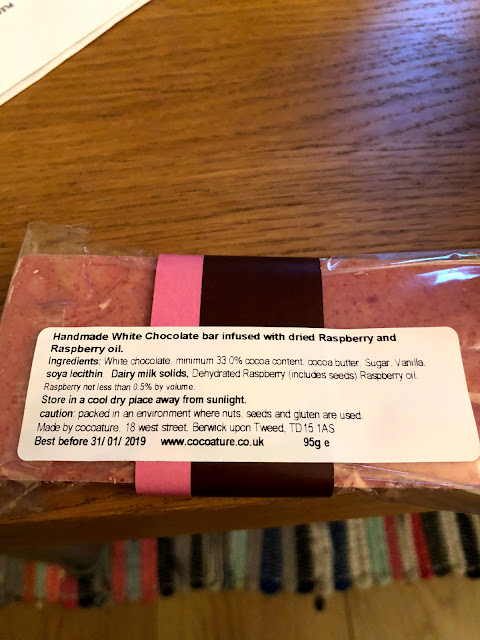 Handmade White Chocolate bar infused with dried Raspberry and
Raspberry oil.
Ingredients: White chocolate, minimum 33.0% cocoa content, cocoa butter, Sugar, Vanilla,
soya lecithin, Dairy milk solids, Dehydrated Raspberry (includes seeds) Raspberry oil.
Raspberry not less than 0.5% by volume.
Store in a cool dry place away from sunlight.
caution: packed in an environment where nuts, seeds and gluten are used.
Made by cocoature, 18 west street, Berwick upon Tweed, TD15 1AS
Best before 31/ 01/ 2019 www.cocoature.co.uk 95g e